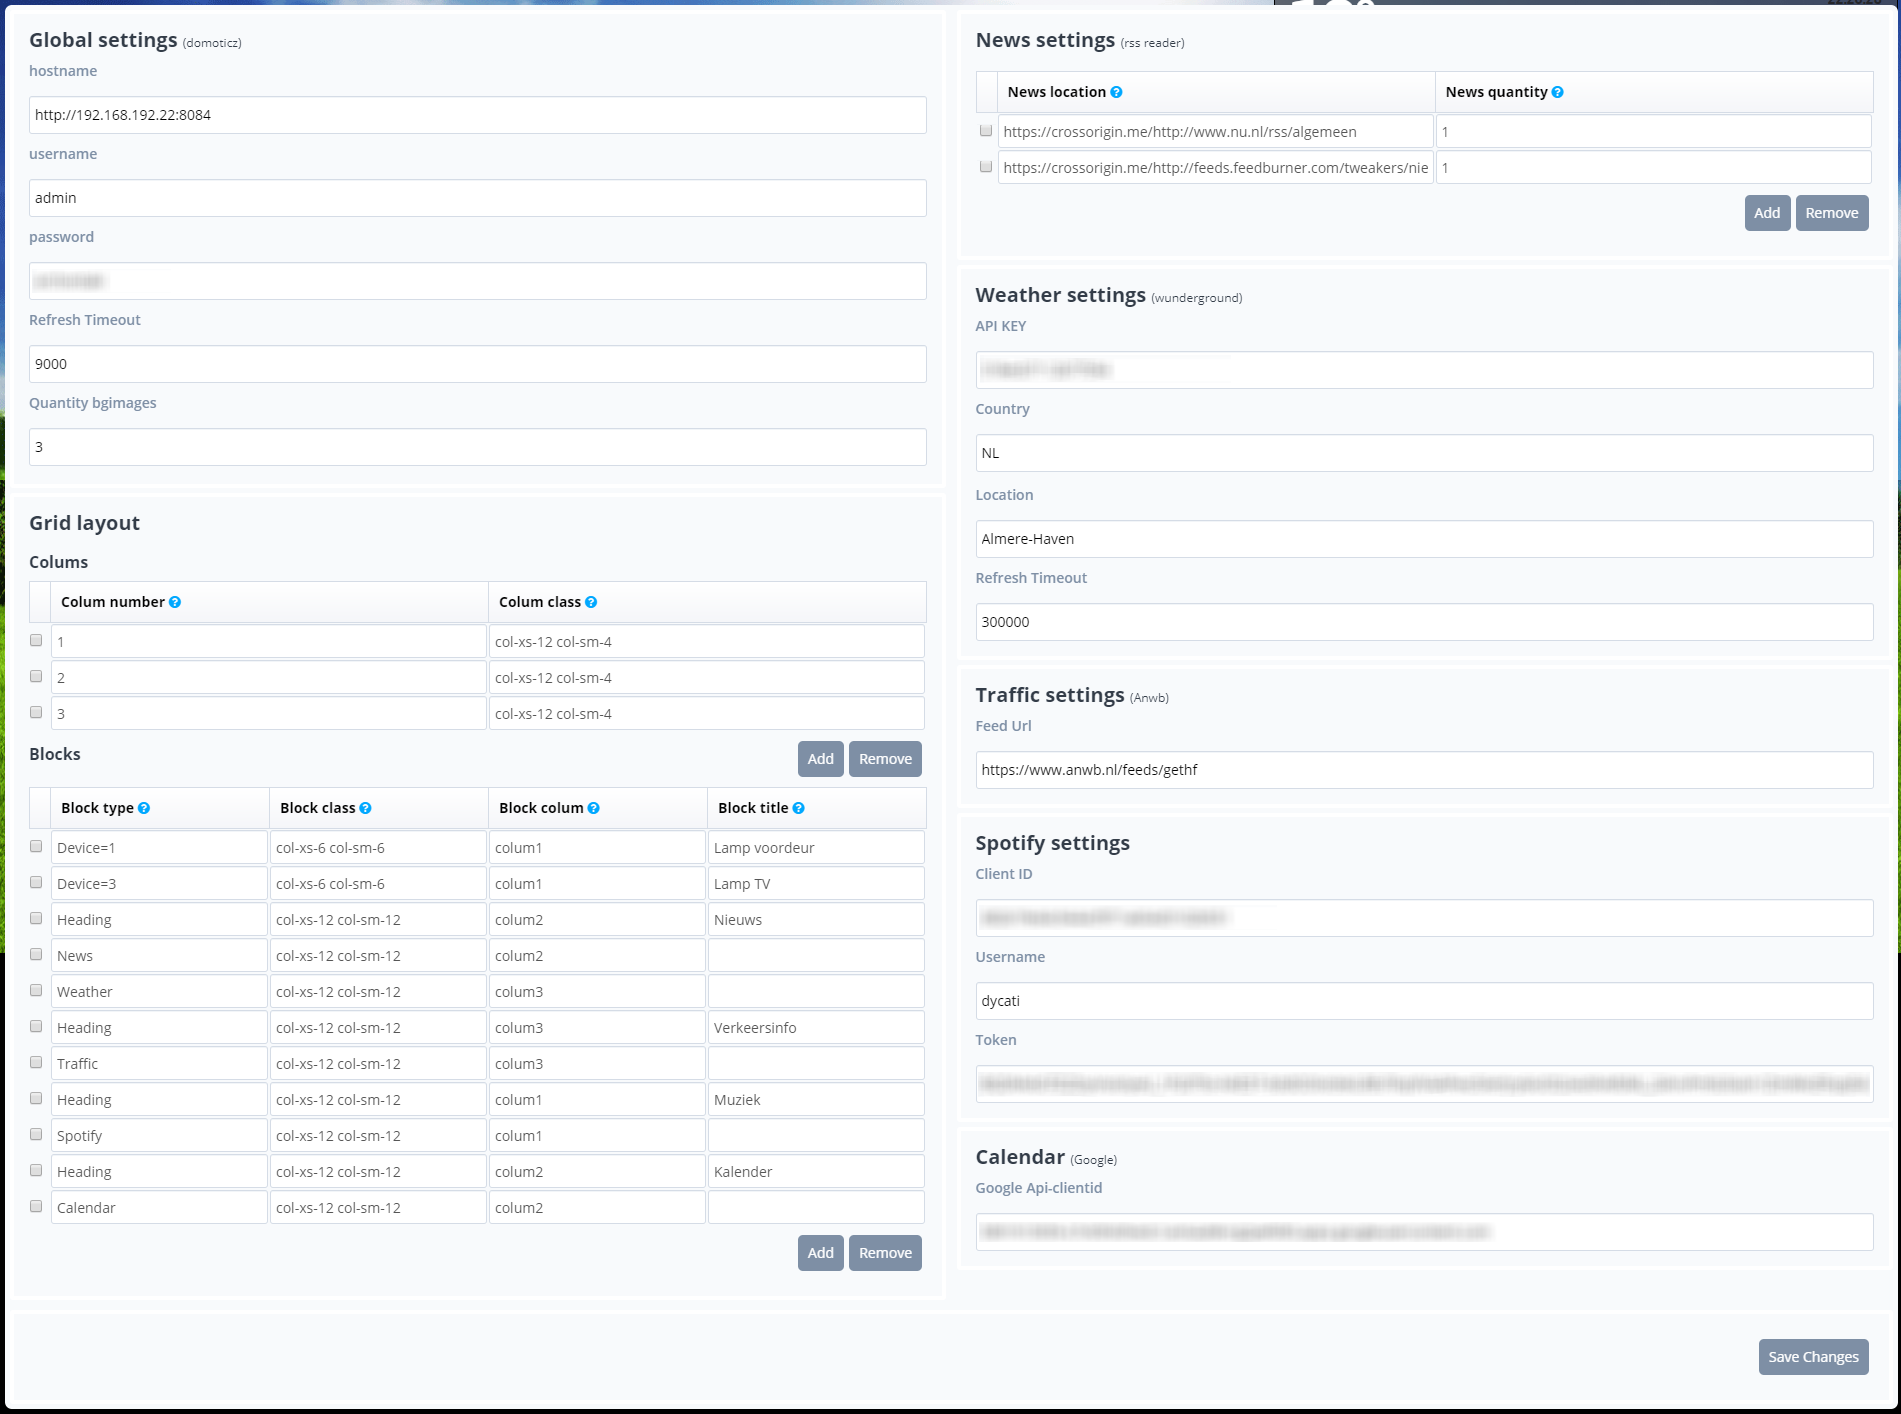 Global settings (domoticz)
hostname
http://192.168.192.22:8084
username
admin
password
Refresh Timeout
9000
Quantity bgimages
3
Grid layout
Colums
Colum number Colum class
1 col-xs-12 col-sm-4
2 col-xs-12 col-sm-4
3 col-xs-12 col-sm-4
Blocks
Add Remove
Block type Block class Block colum Block title
Device=1 col-xs-6 col-sm-6 colum1 Lamp voordeur
Device=3 col-xs-6 col-sm-6 colum1 Lamp TV
Heading col-xs-12 col-sm-12 colum2 Nieuws
News col-xs-12 col-sm-12 colum2
Weather col-xs-12 col-sm-12 colum3
Heading col-xs-12 col-sm-12 colum3 Verkeersinfo
Traffic col-xs-12 col-sm-12 colum3
Heading col-xs-12 col-sm-12 colum1 Muziek
Spotify col-xs-12 col-sm-12 colum1
Heading col-xs-12 col-sm-12 colum2 Kalender
Calendar col-xs-12 col-sm-12 colum2
Add Remove
News settings (rss reader)
News location News quantity
https://crossorigin.me/http://www.nu.nl/rss/algemeen 1
https://crossorigin.me/http://feeds.feedburner.com/tweakers/nie 1
Add Remove
Weather settings (wunderground)
API KEY
Country
NL
Location
Almere-Haven
Refresh Timeout
300000
Traffic settings (Anwb)
Feed Url
https://www.anwb.nl/feeds/gethf
Spotify settings
Client ID
Username
dycati
Token
Calendar (Google)
Google Api-clientid
Save Changes